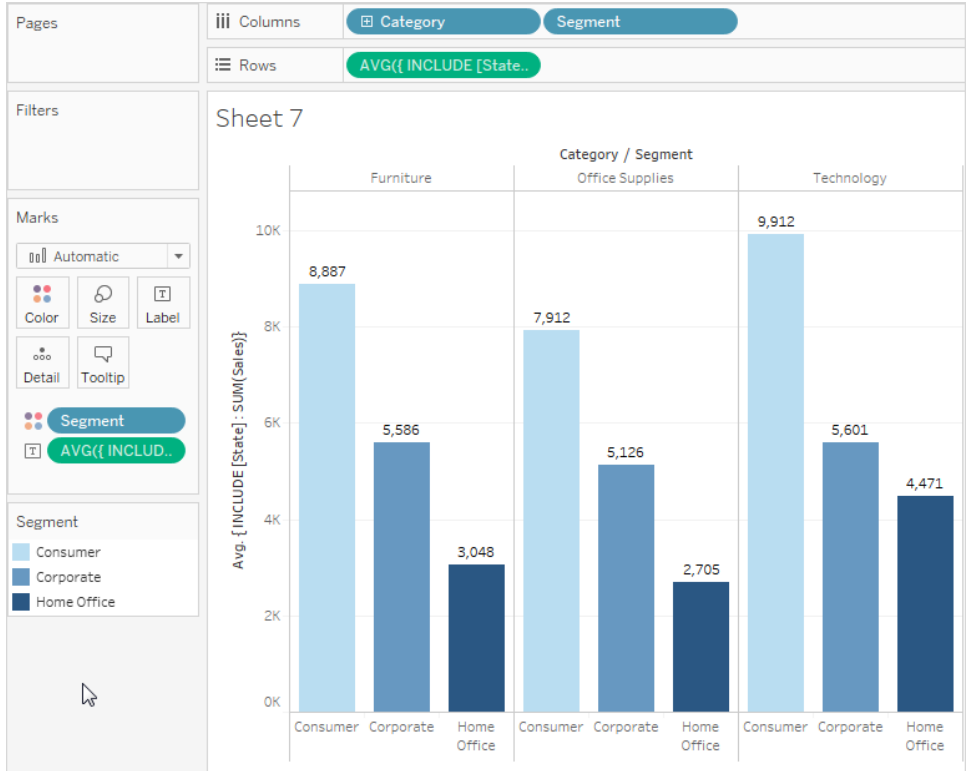 Pages
Columns
Category
Segment
Rows
AVG({ INCLUDE [State..
Filters
Sheet 7
Category / Segment
Furniture
Office Supplies
Technology
Marks
Automatic
Color
Size
Label
Detail
Tooltip
Segment
AVG({ INCLUD..
Segment
Consumer
Corporate
Home Office
Avg. { INCLUDE [State] : SUM(Sales)}
10K
8K
6K
4K
2K
0K
8,887
5,586
3,048
7,912
5,126
2,705
9,912
5,601
4,471
Consumer
Corporate
Home
Office
Consumer
Corporate
Home
Office
Consumer
Corporate
Home
Office